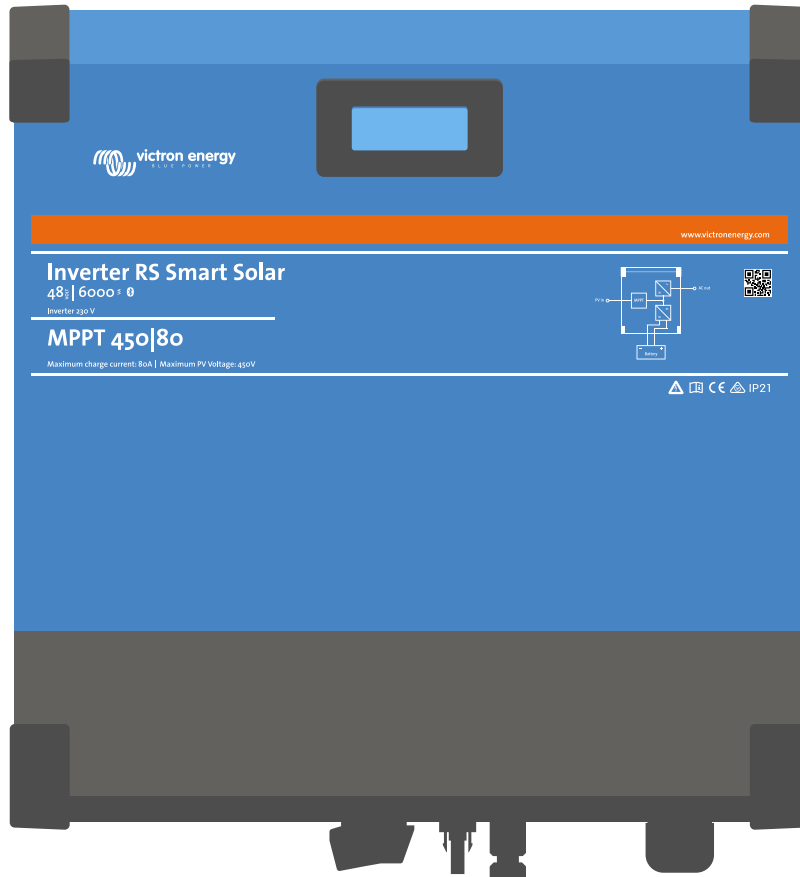 victron energy
BLUE POWER
www.victronenergy.com
Inverter RS Smart Solar
48 | 6000
Inverter 230 V
MPPT 450|80
Maximum charge current: 80A | Maximum PV Voltage: 450V
PV in
MPPT
AC out
Battery
CE IP21